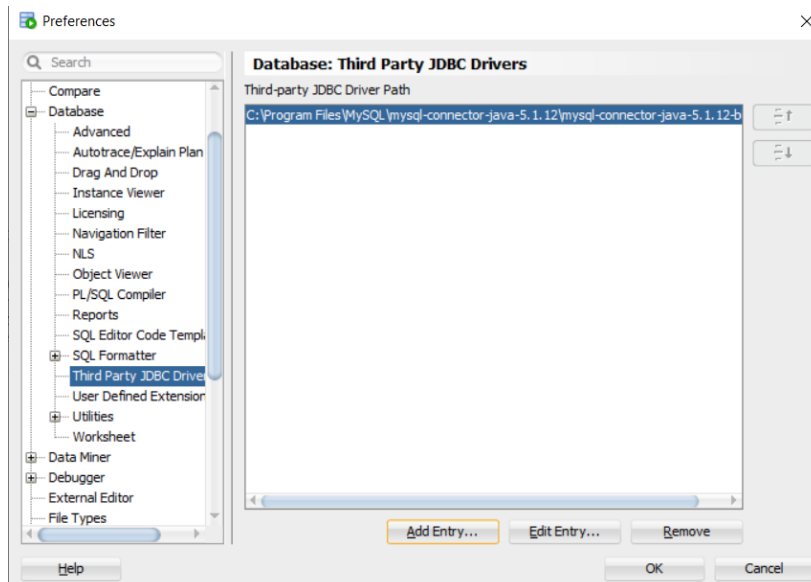 Preferences
Search
Compare
Database
Advanced
Autotrace/Explain Plan
Drag And Drop
Instance Viewer
Licensing
Navigation Filter
NLS
Object Viewer
PL/SQL Compiler
Reports
SQL Editor Code Templ
SQL Formatter
Third Party JDBC Driver
User Defined Extension
Utilities
Worksheet
Data Miner
Debugger
External Editor
File Types
Database: Third Party JDBC Drivers
Third-party JDBC Driver Path
C:\Program Files\MySQL\mysql-connector-java-5.1.12\mysql-connector-java-5.1.12-b
Add Entry... Edit Entry... Remove
Help OK Cancel